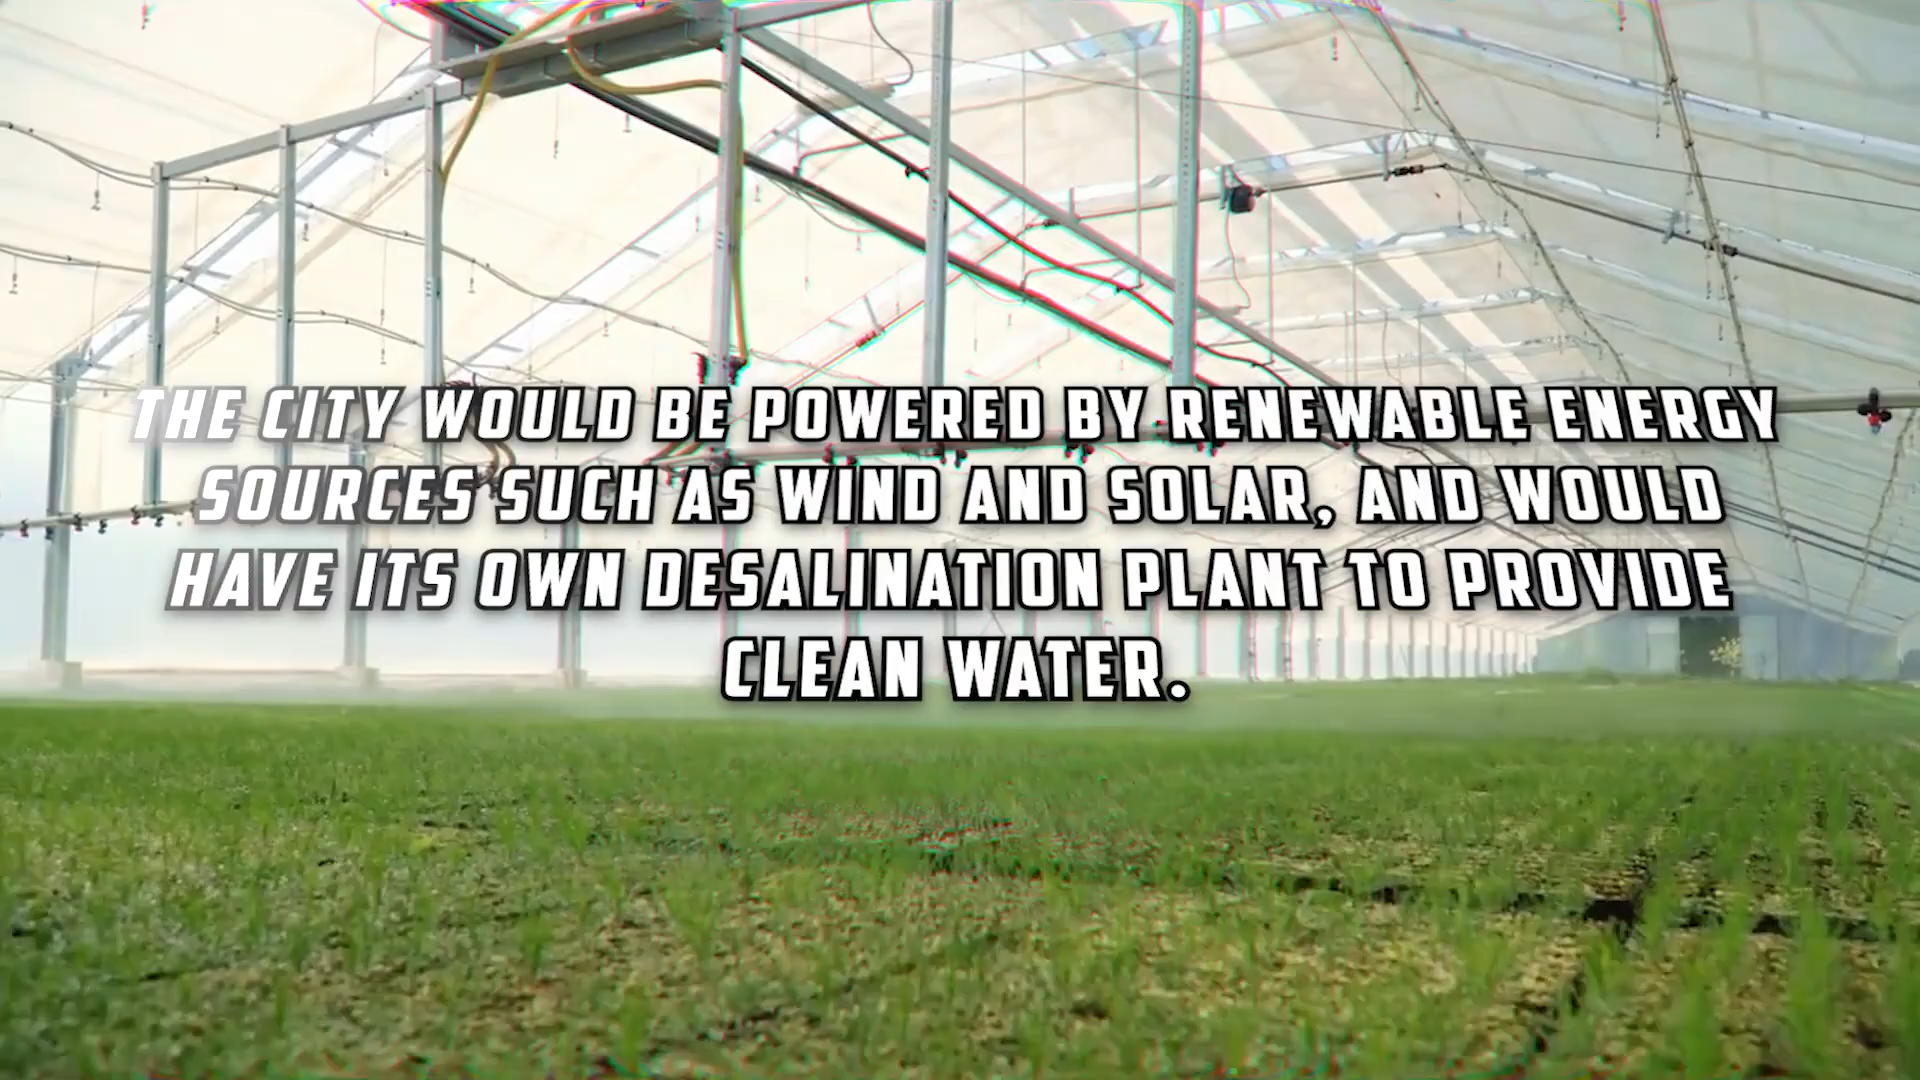 THE CITY WOULD BE POWERED BY RENEWABLE ENERGY
SOURCES SUCH AS WIND AND SOLAR, AND WOULD
HAVE ITS OWN DESALINATION PLANT TO PROVIDE
CLEAN WATER.